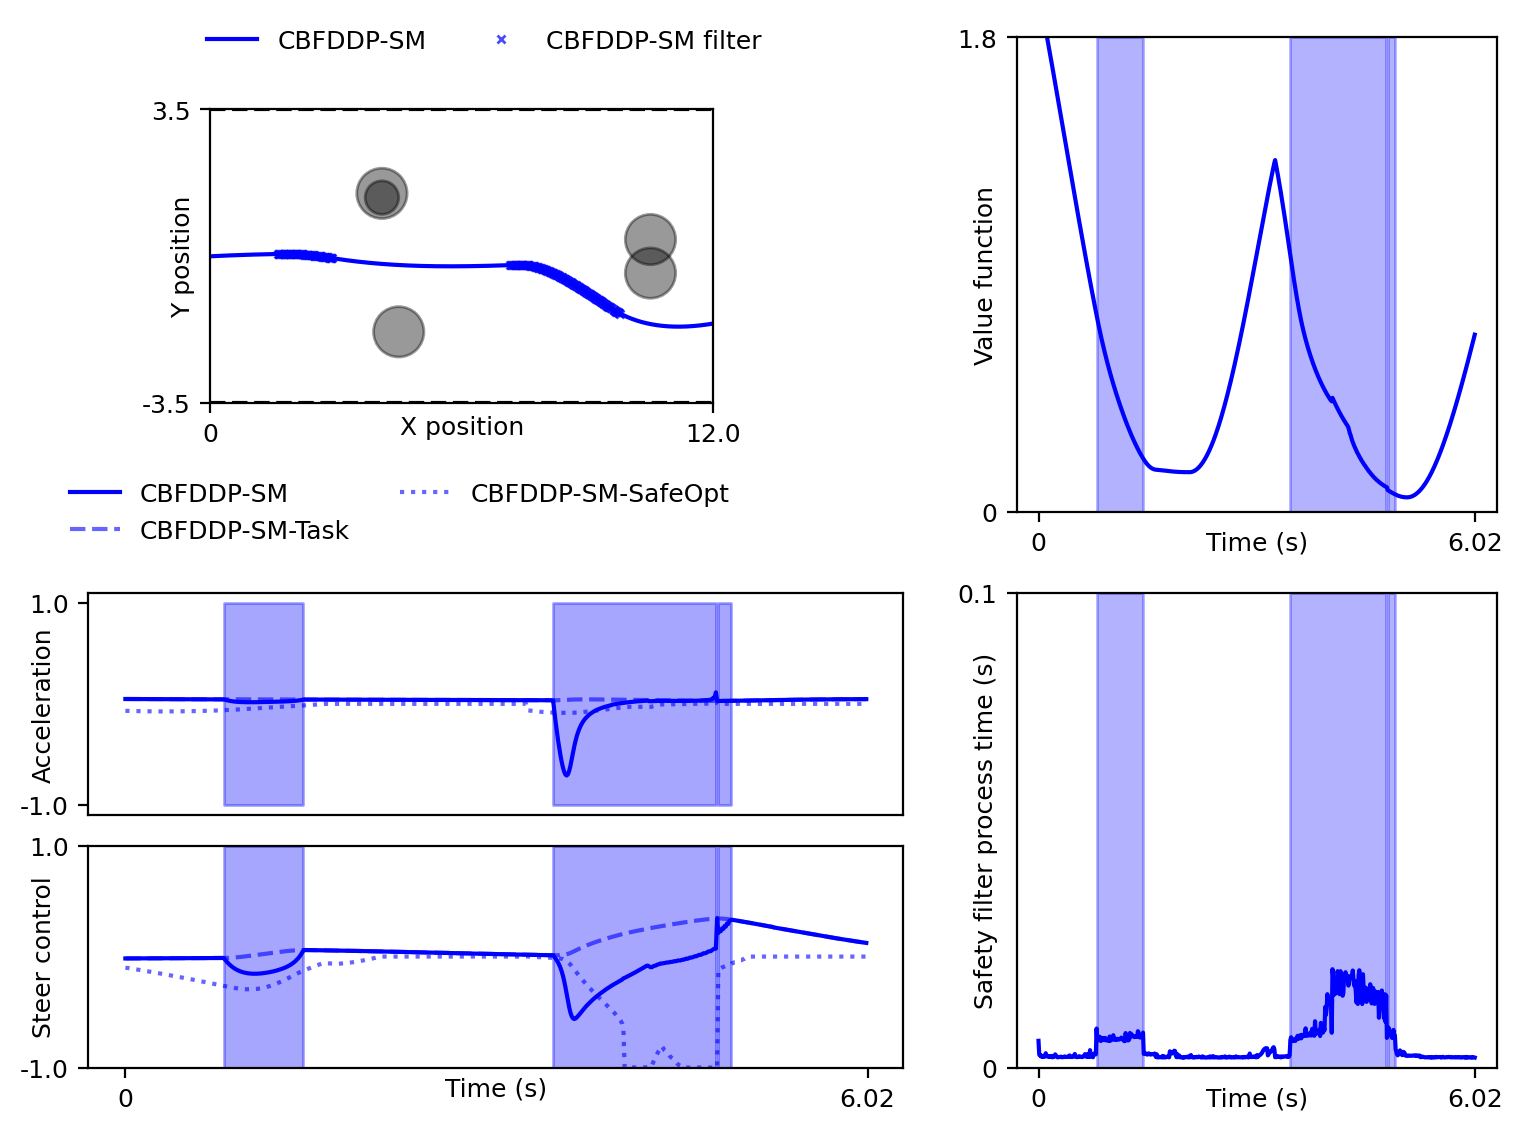 CBFDDP-SM
CBFDDP-SM filter
3.5
Y position
-3.5
0
X position
12.0
1.8
Value function
0
0
Time (s)
6.02
CBFDDP-SM
CBFDDP-SM-SafeOpt
CBFDDP-SM-Task
1.0
Acceleration
-1.0
1.0
Steer control
-1.0
0
Time (s)
6.02
0.1
Safety filter process time (s)
0
0
Time (s)
6.02